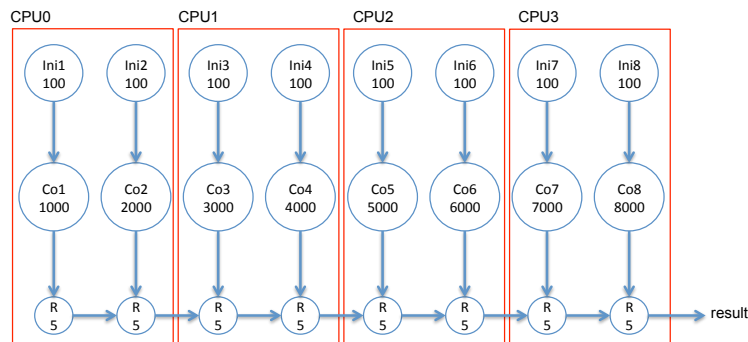 CPU0 CPU1 CPU2 CPU3
Ini1 Ini2 Ini3 Ini4 Ini5 Ini6 Ini7 Ini8
100 100 100 100 100 100 100 100
Co1 Co2 Co3 Co4 Co5 Co6 Co7 Co8
1000 2000 3000 4000 5000 6000 7000 8000
R R R R R R R R
5 5 5 5 5 5 5 5
result